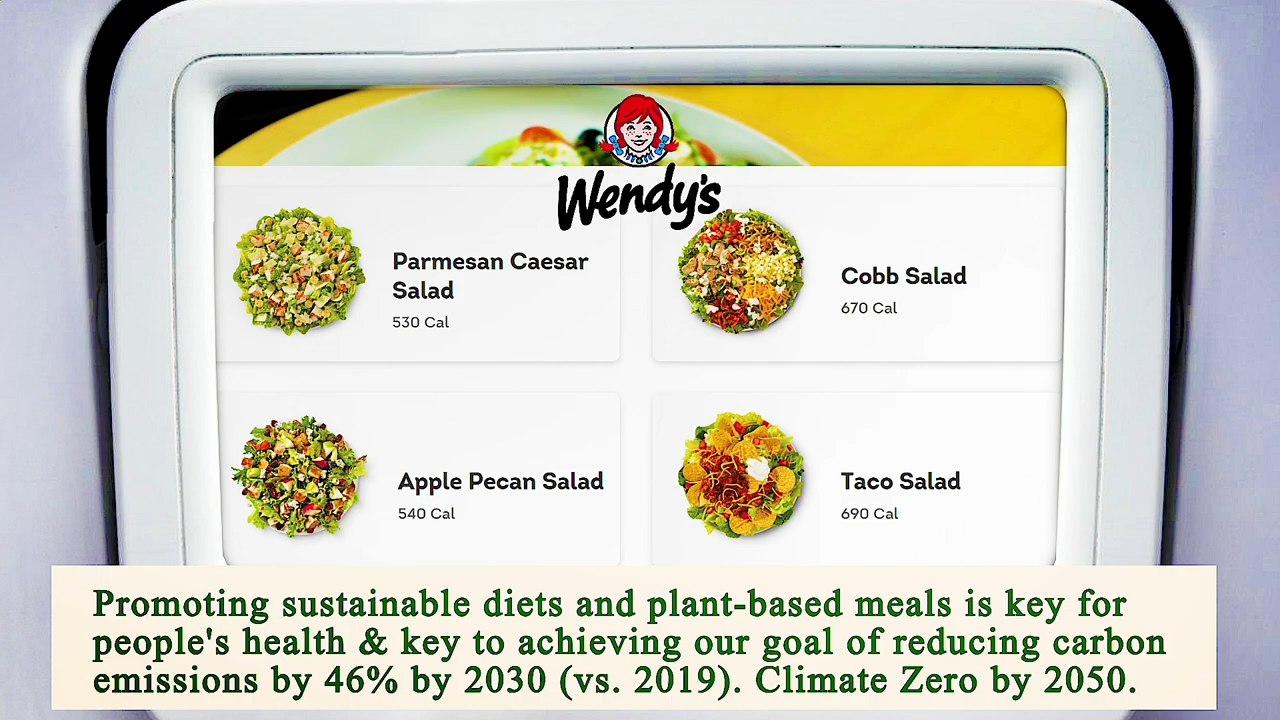 Wendy's
Parmesan Caesar
Salad
530 Cal
Cobb Salad
670 Cal
Apple Pecan Salad
540 Cal
Taco Salad
690 Cal
Promoting sustainable diets and plant-based meals is key for
people's health & key to achieving our goal of reducing carbon
emissions by 46% by 2030 (vs. 2019). Climate Zero by 2050.